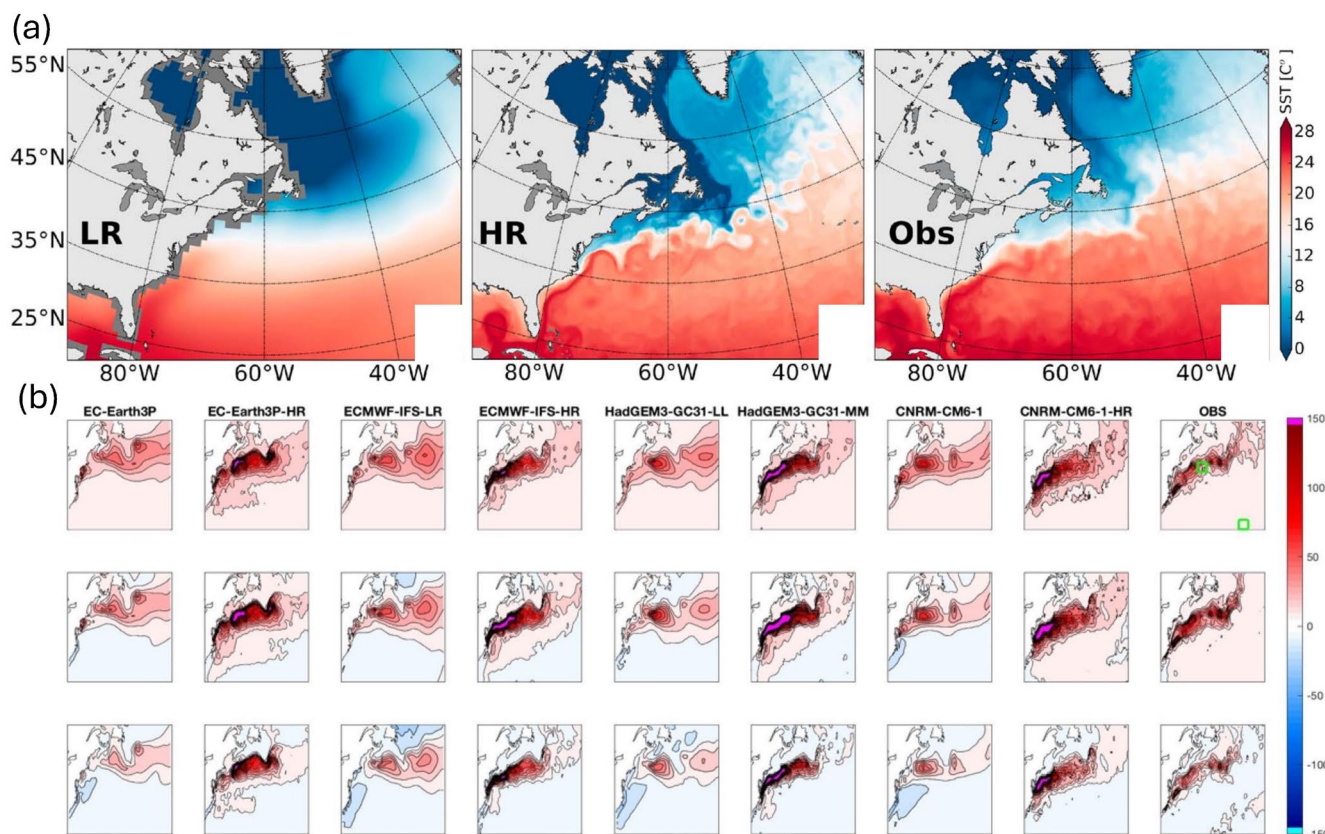 (a)
55°N
45°N
35°N
25°N
LR
HR
Obs
80°W 60°W 40°W
80°W 60°W 40°W
80°W 60°W 40°W
SST [C°]
28
24
20
16
12
8
4
0
(b)
EC-Earth3P EC-Earth3P-HR ECMWF-IFS-LR ECMWF-IFS-HR HadGEM3-GC31-LL HadGEM3-GC31-MM CNRM-CM6-1 CNRM-CM6-1-HR OBS
150
100
50
0
-50
-100
-150